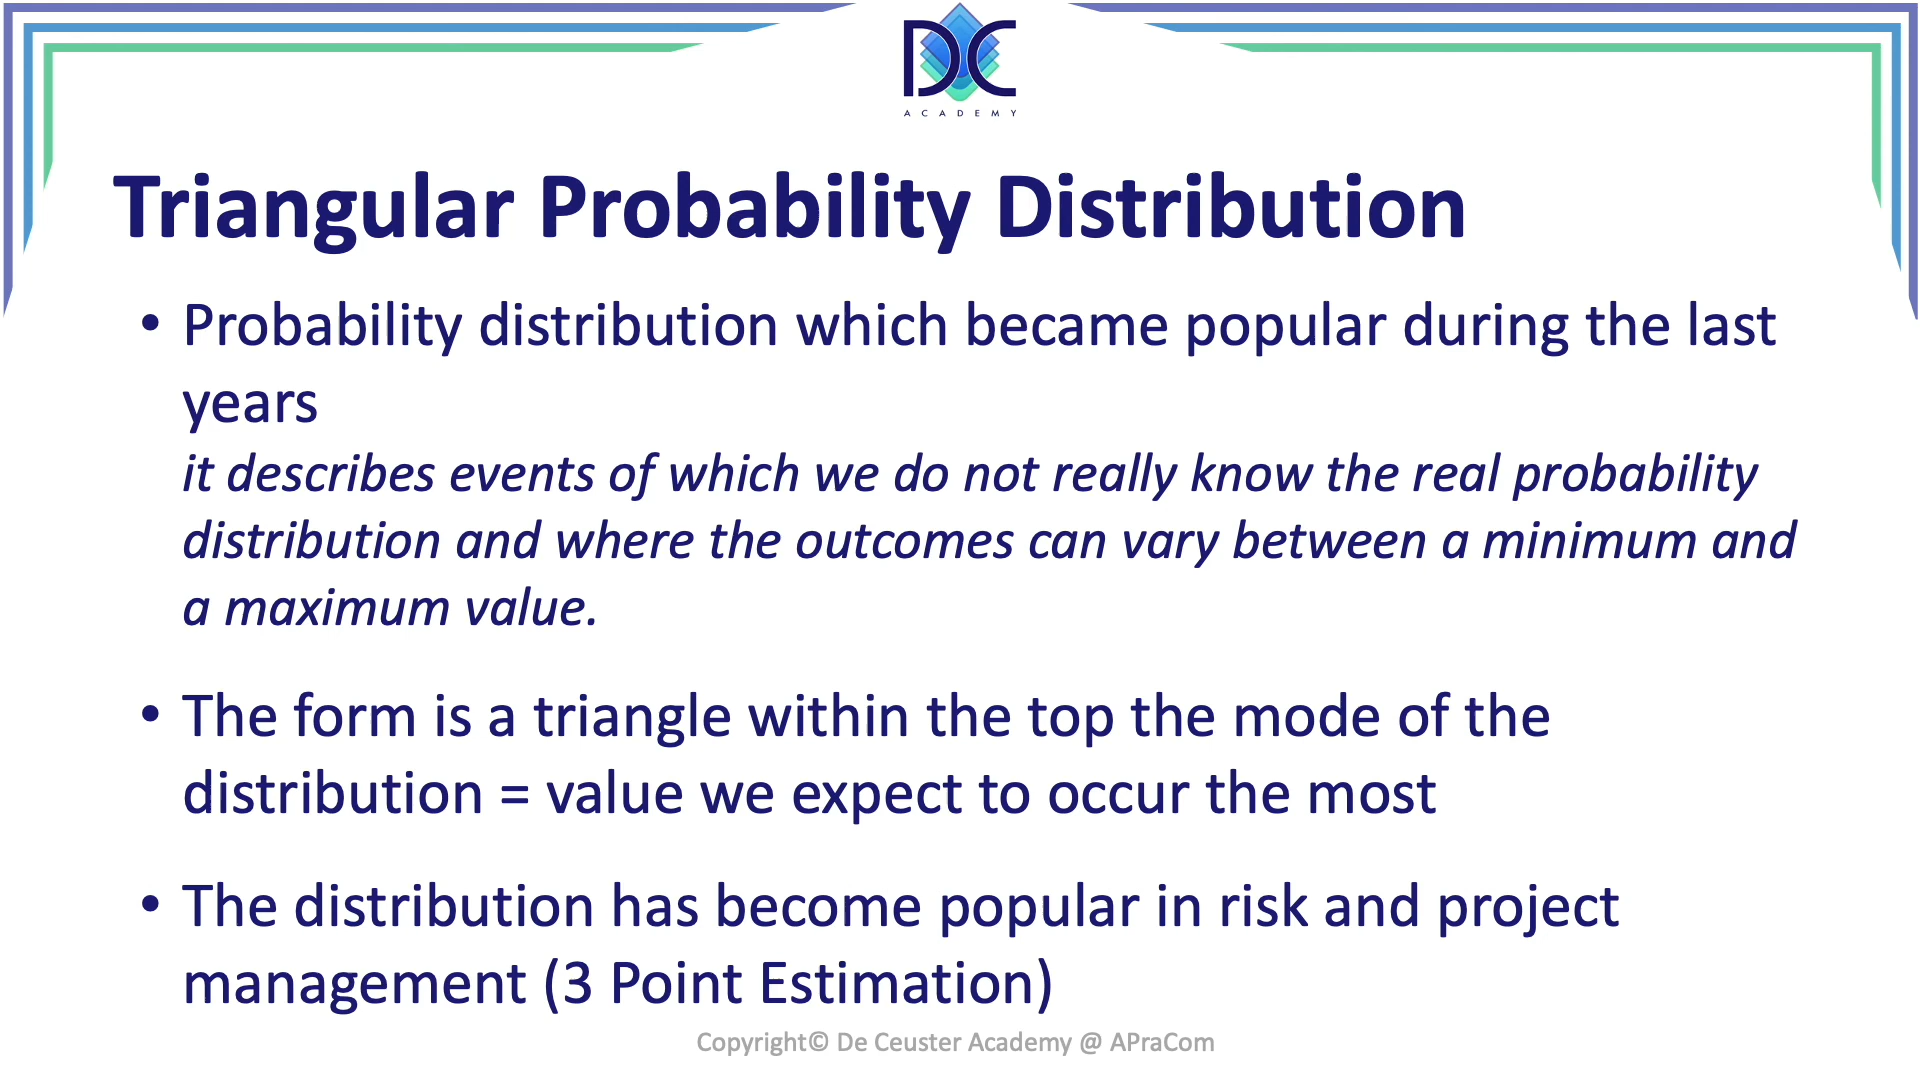 DC
ACADEMY
Triangular Probability Distribution
• Probability distribution which became popular during the last
years
it describes events of which we do not really know the real probability
distribution and where the outcomes can vary between a minimum and
a maximum value.
• The form is a triangle within the top the mode of the
distribution = value we expect to occur the most
• The distribution has become popular in risk and project
management (3 Point Estimation)
Copyright© De Ceuster Academy @ APraCom